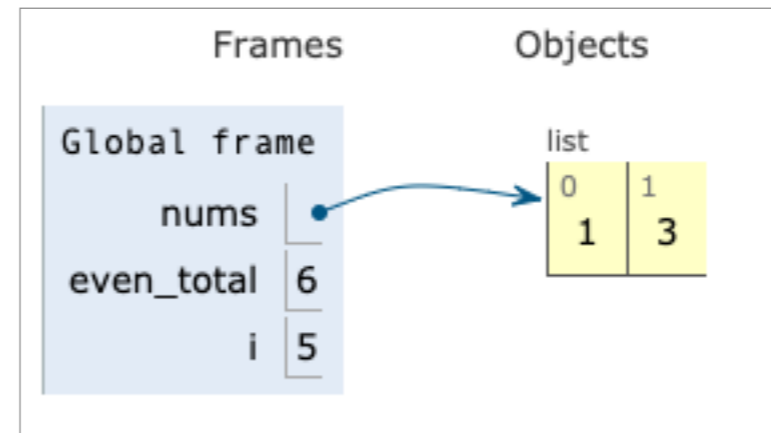 Frames Objects
Global frame
nums
even_total 6
i 5
list
0 1
1 3